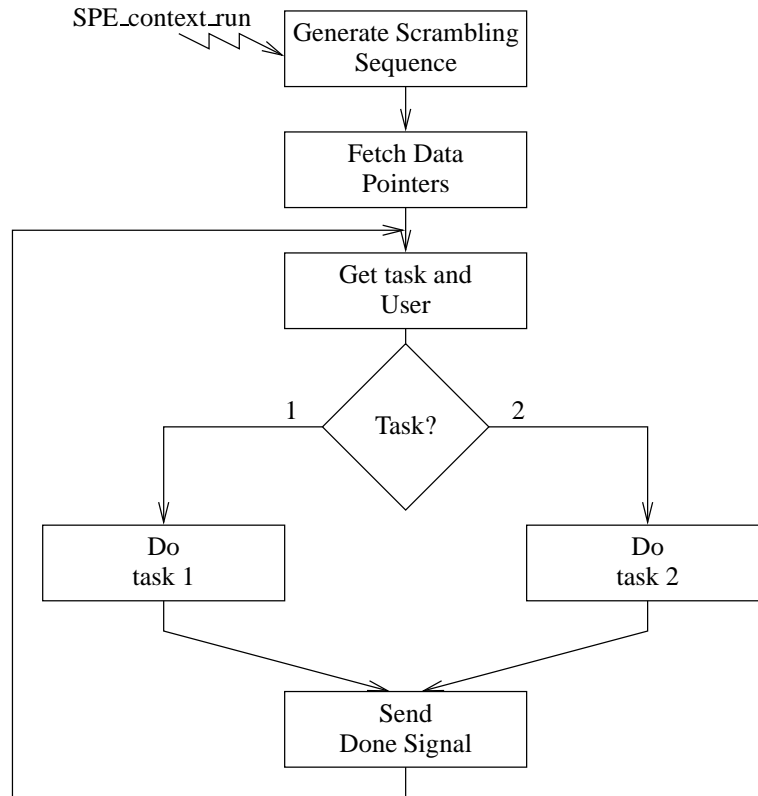 SPE_context_run
Generate Scrambling
Sequence
Fetch Data
Pointers
Get task and
User
1
Task?
2
Do
task 1
Do
task 2
Send
Done Signal